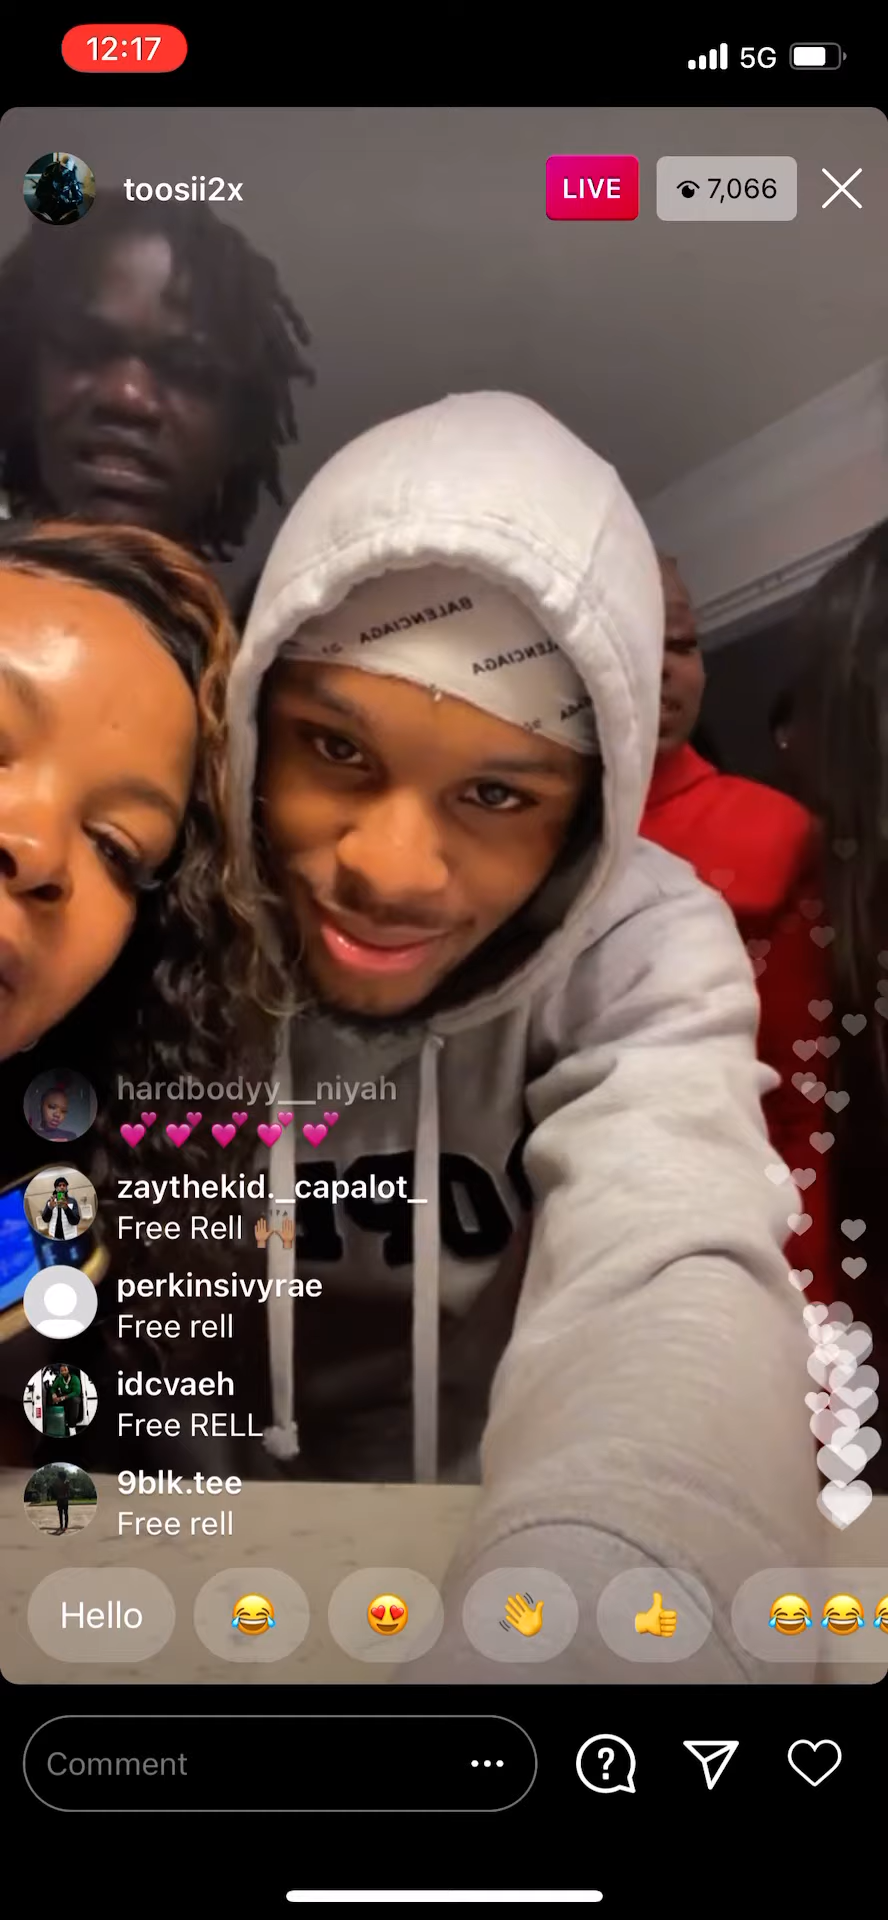 12:17
5G
toosii2x
LIVE
7,066
BALENCIAGA
BALENCIAGA
hardbodyy__niyah
zaythekid._capalot_
Free Rell
perkinsivyrae
Free rell
idcvaeh
Free RELL
9blk.tee
Free rell
Hello
Comment